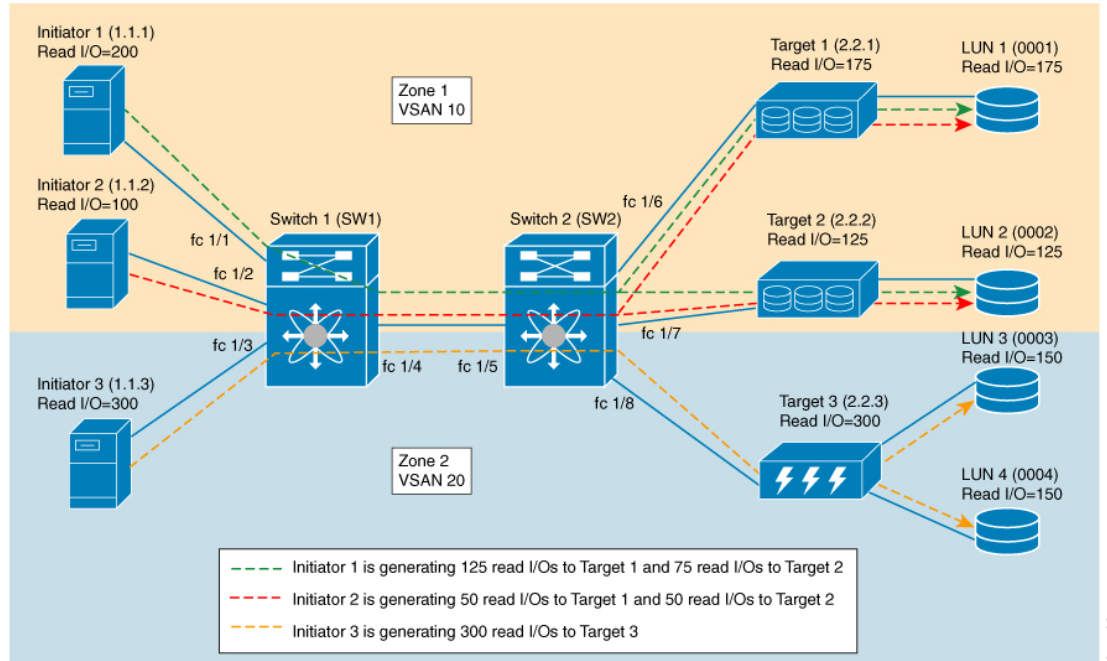 Initiator 1 (1.1.1)
Read I/O=200
Zone 1
VSAN 10
Target 1 (2.2.1)
Read I/O=175
LUN 1 (0001)
Read I/O=175
Initiator 2 (1.1.2)
Read I/O=100
fc 1/1
fc 1/2
Switch 1 (SW1)
Switch 2 (SW2)
fc 1/6
Target 2 (2.2.2)
Read I/O=125
LUN 2 (0002)
Read I/O=125
fc 1/3
fc 1/4
fc 1/5
fc 1/7
fc 1/8
Initiator 3 (1.1.3)
Read I/O=300
Zone 2
VSAN 20
Target 3 (2.2.3)
Read I/O=300
LUN 3 (0003)
Read I/O=150
LUN 4 (0004)
Read I/O=150
Initiator 1 is generating 125 read I/Os to Target 1 and 75 read I/Os to Target 2
Initiator 2 is generating 50 read I/Os to Target 1 and 50 read I/Os to Target 2
Initiator 3 is generating 300 read I/Os to Target 3